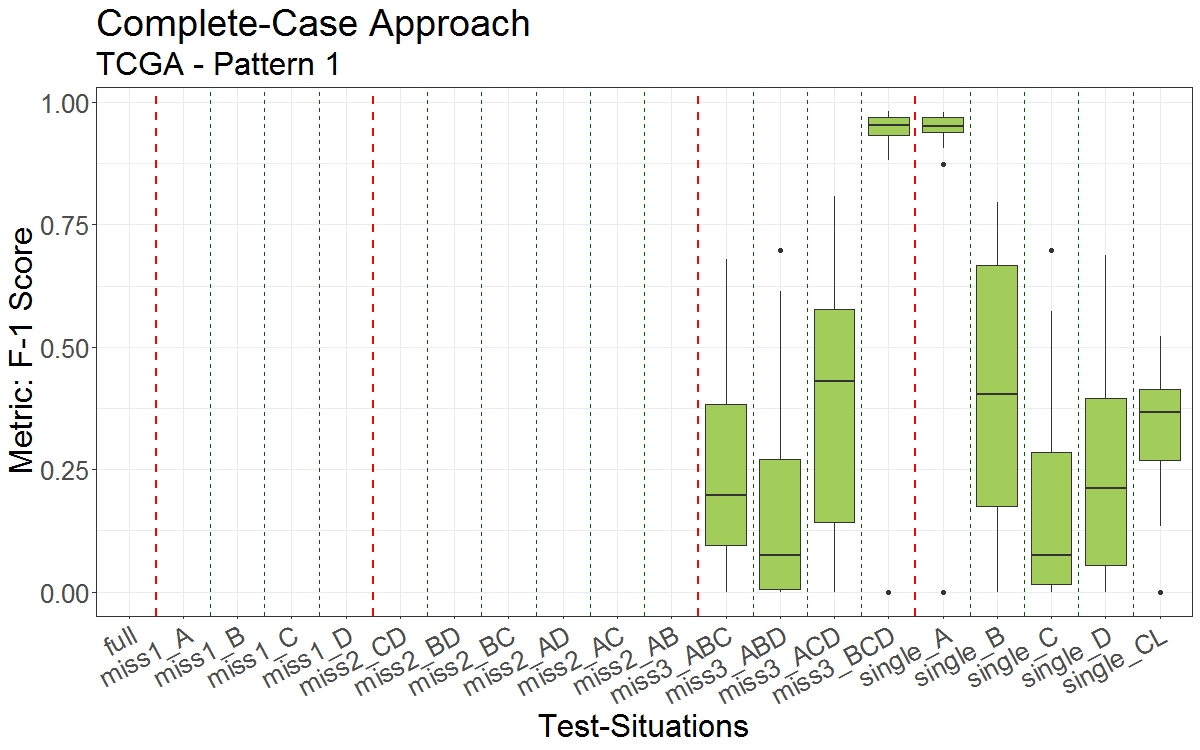 Complete-Case Approach
TCGA - Pattern 1
Metric: F-1 Score
1.00
0.75
0.50
0.25
0.00
full
miss1_A
miss1_B
miss1_C
miss1_D
miss2_CD
miss2_BD
miss2_BC
miss2_AD
miss2_AC
miss2_AB
miss3_ABC
miss3_ABD
miss3_ACD
miss3_BCD
single_A
single_B
single_C
single_D
single_CL
Test-Situations